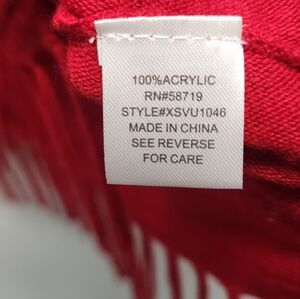 100%ACRYLIC
RN#58719
STYLE#XSVU1046
MADE IN CHINA
SEE REVERSE
FOR CARE